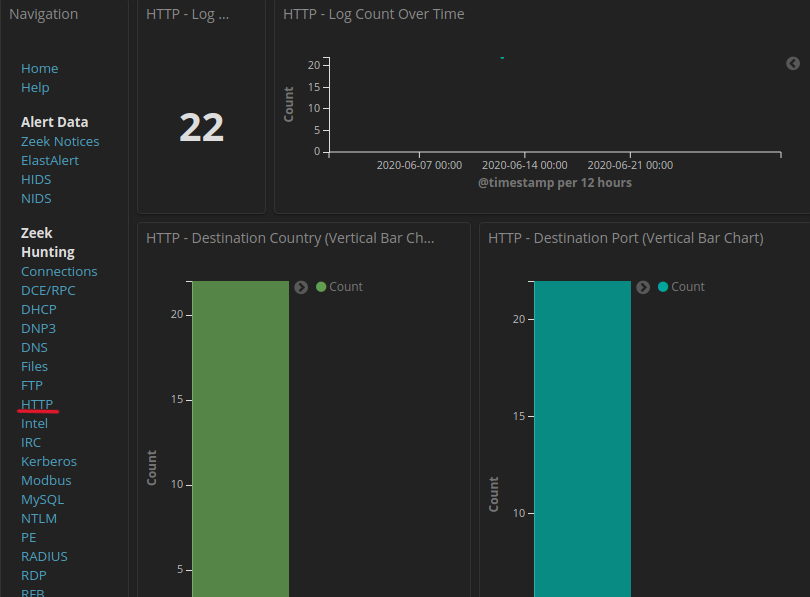 Navigation
Home
Help
Alert Data
Zeek Notices
ElastAlert
HIDS
NIDS
Zeek
Hunting
Connections
DCE/RPC
DHCP
DNP3
DNS
Files
FTP
HTTP
Intel
IRC
Kerberos
Modbus
MySQL
NTLM
PE
RADIUS
RDP
RFB
HTTP - Log ...
22
HTTP - Log Count Over Time
Count
20
15
10
5
0
2020-06-07 00:00
2020-06-14 00:00
2020-06-21 00:00
@timestamp per 12 hours
HTTP - Destination Country (Vertical Bar Ch...
Count
20
15
10
5
Count
HTTP - Destination Port (Vertical Bar Chart)
Count
20
15
10
Count